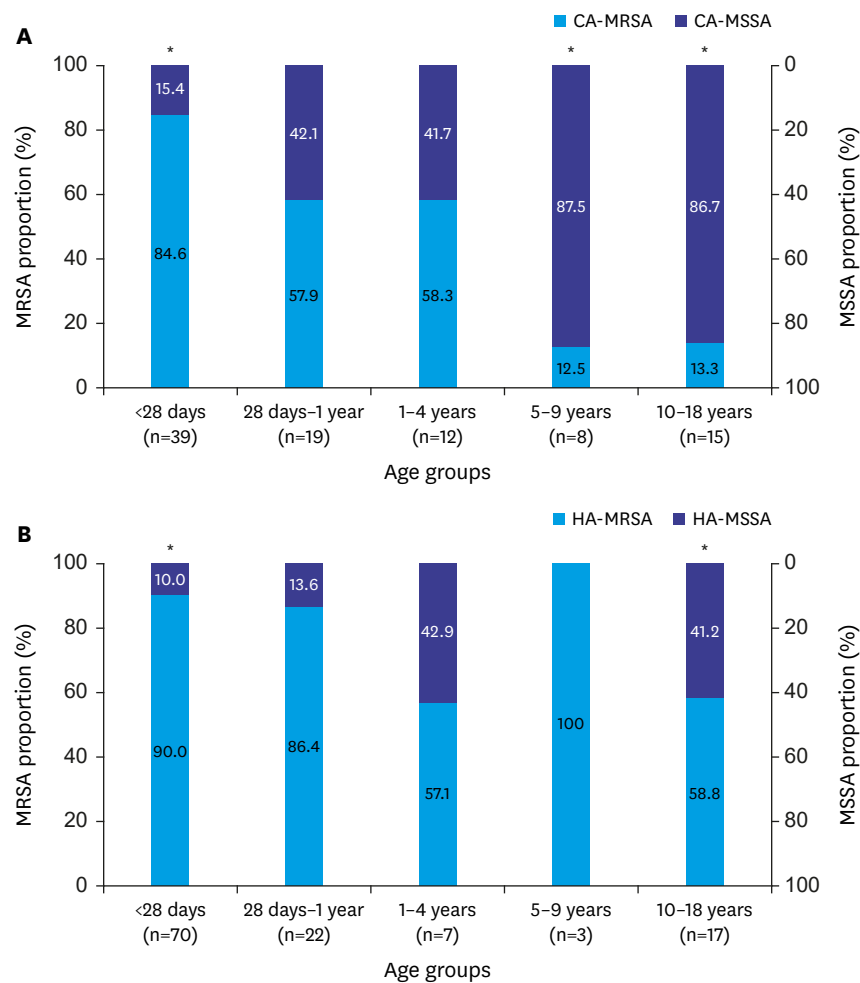 A
CA-MRSA CA-MSSA
* * *
MRSA proportion (%)
100
80
60
40
20
0
15.4 42.1 41.7 87.5 86.7
84.6 57.9 58.3 12.5 13.3
0
20
40
60
80
100
MSSA proportion (%)
<28 days 28 days–1 year 1–4 years 5–9 years 10–18 years
(n=39) (n=19) (n=12) (n=8) (n=15)
Age groups
B
HA-MRSA HA-MSSA
* *
MRSA proportion (%)
100
80
60
40
20
0
10.0 13.6 42.9 41.2
90.0 86.4 57.1 100 58.8
0
20
40
60
80
100
MSSA proportion (%)
<28 days 28 days–1 year 1–4 years 5–9 years 10–18 years
(n=70) (n=22) (n=7) (n=3) (n=17)
Age groups